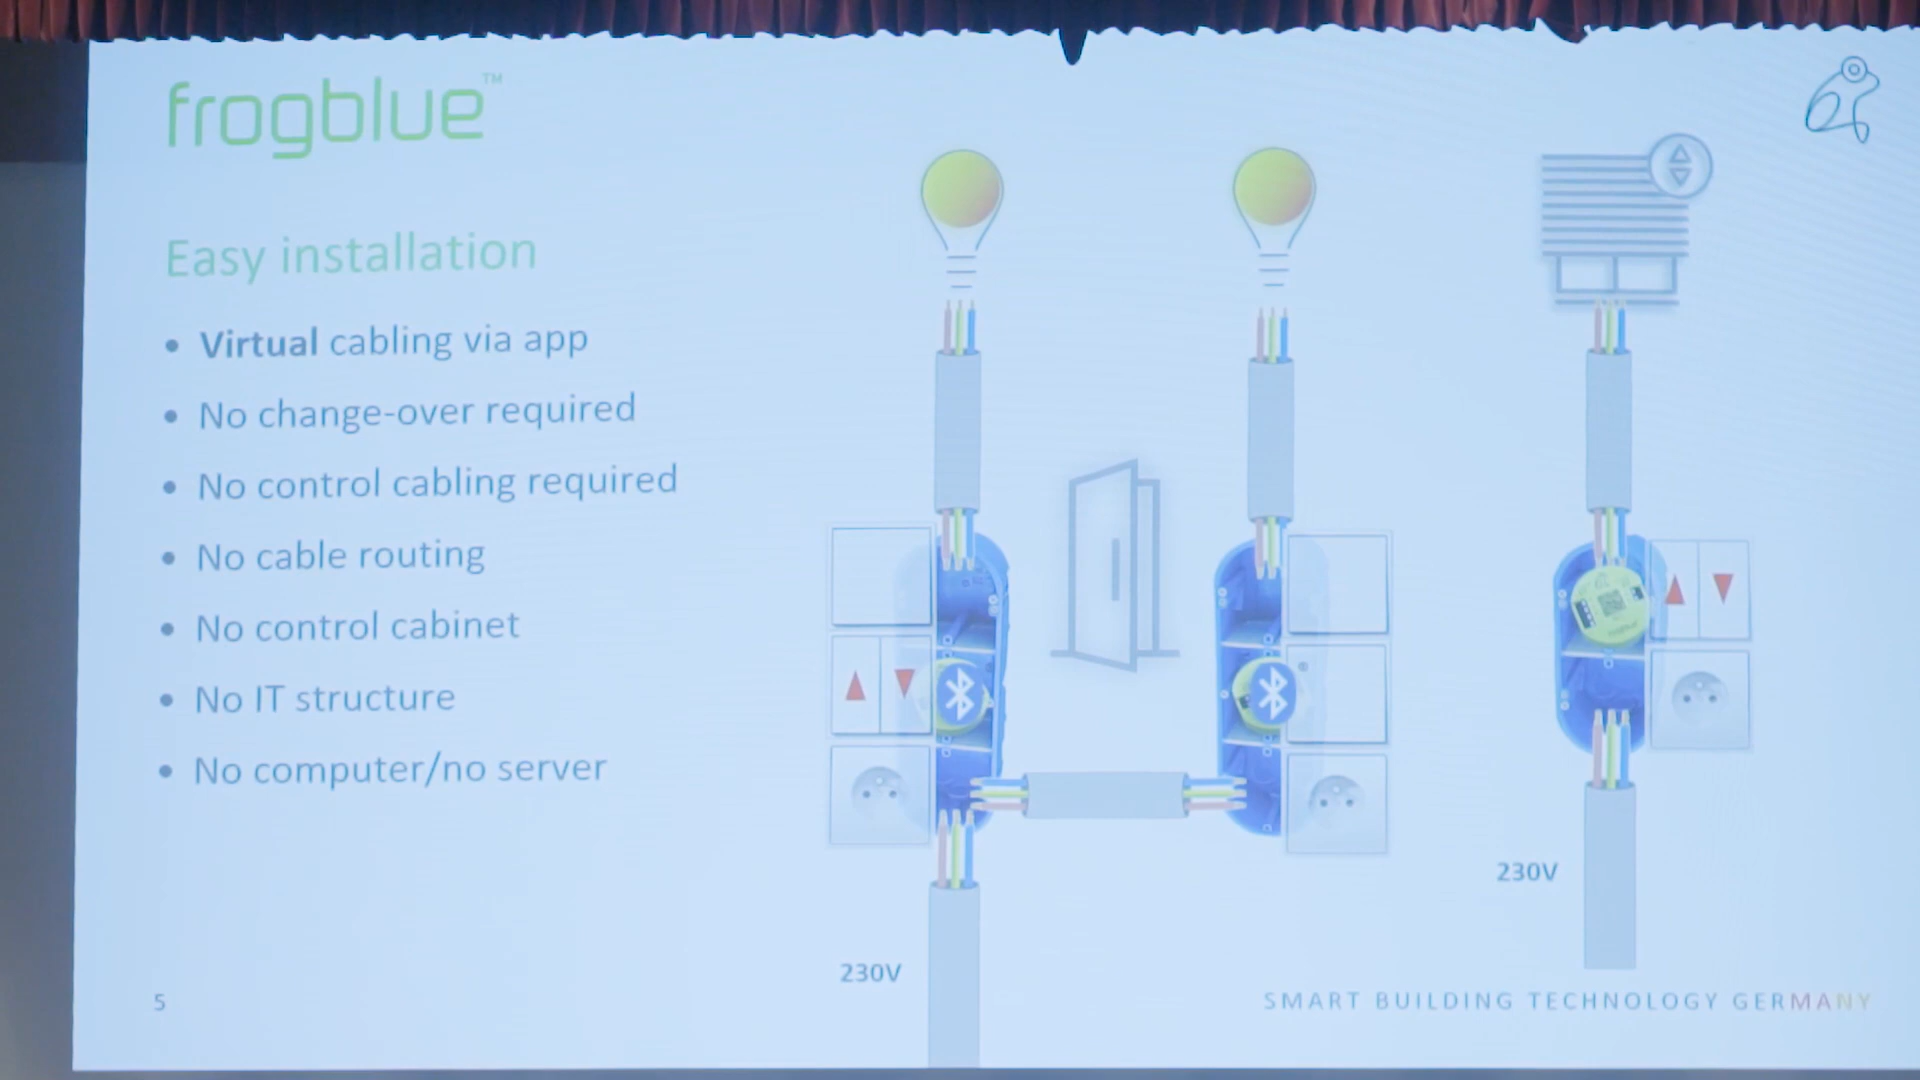 frogblue™
Easy installation
• Virtual cabling via app
• No change-over required
• No control cabling required
• No cable routing
• No control cabinet
• No IT structure
• No computer/no server
230V
230V
5
SMART BUILDING TECHNOLOGY GERMANY